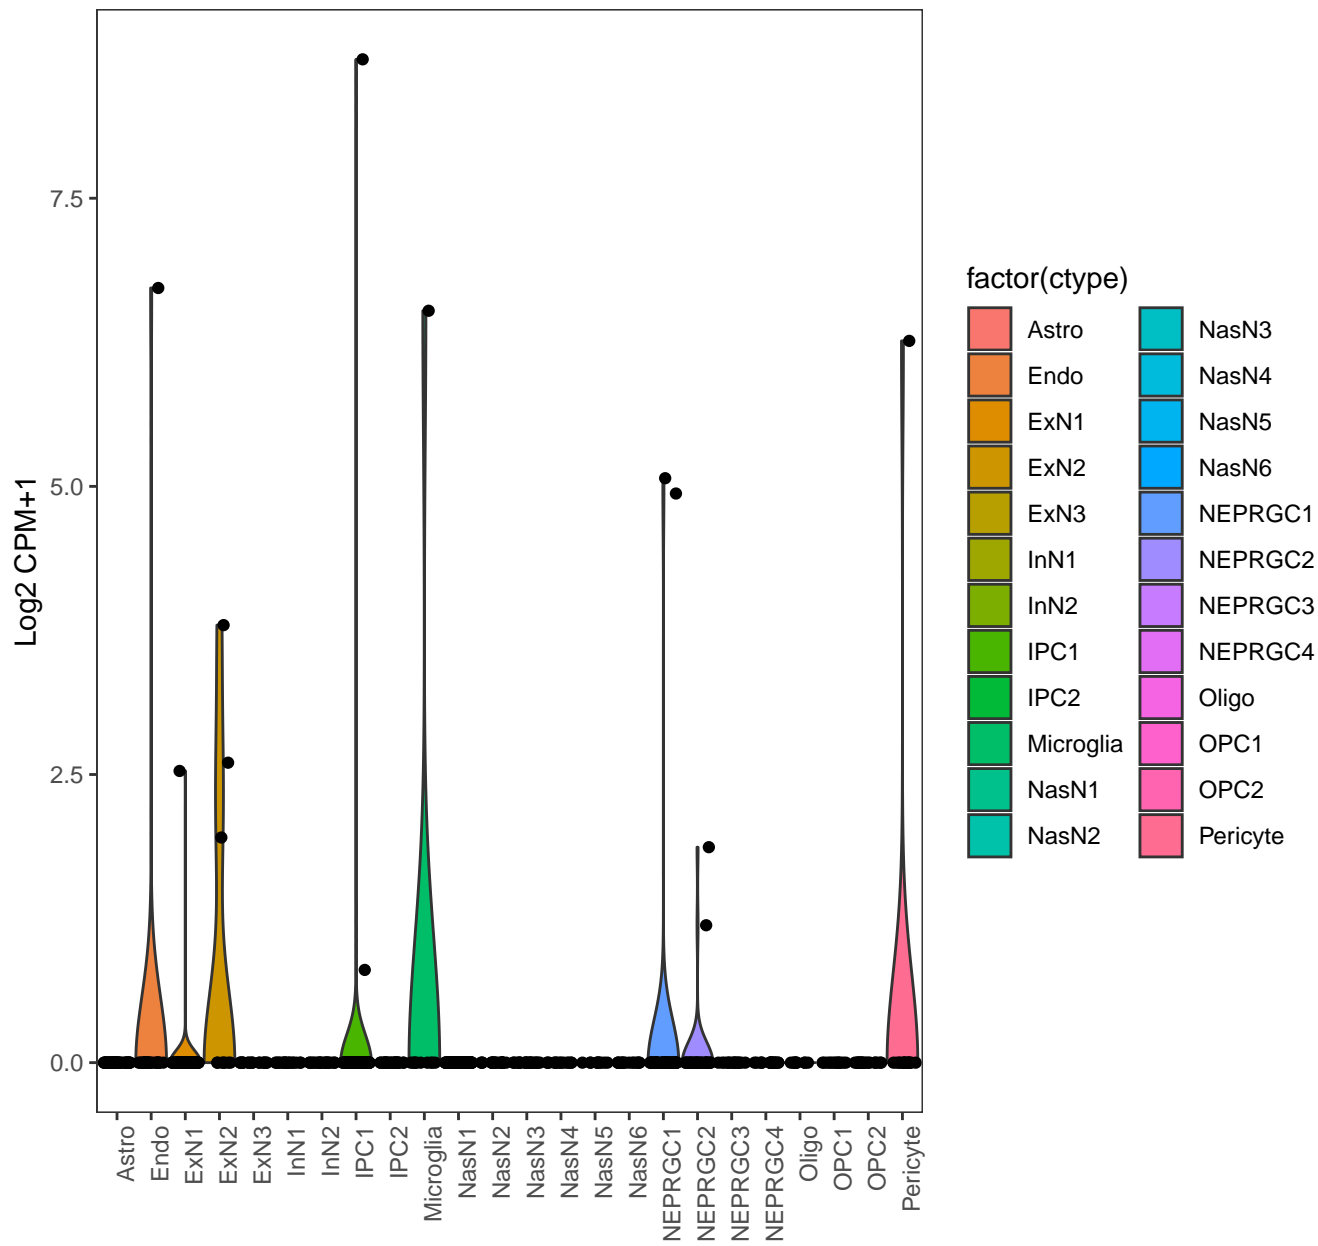 7.5
5.0
2.5
0.0
Log2 CPM+1
Astro
Endo
ExN1
ExN2
ExN3
InN1
InN2
IPC1
IPC2
Microglia
NasN1
NasN2
NasN3
NasN4
NasN5
NasN6
NEPRGC1
NEPRGC2
NEPRGC3
NEPRGC4
Oligo
OPC1
OPC2
Pericyte
factor(ctype)
Astro
Endo
ExN1
ExN2
ExN3
InN1
InN2
IPC1
IPC2
Microglia
NasN1
NasN2
NasN3
NasN4
NasN5
NasN6
NEPRGC1
NEPRGC2
NEPRGC3
NEPRGC4
Oligo
OPC1
OPC2
Pericyte